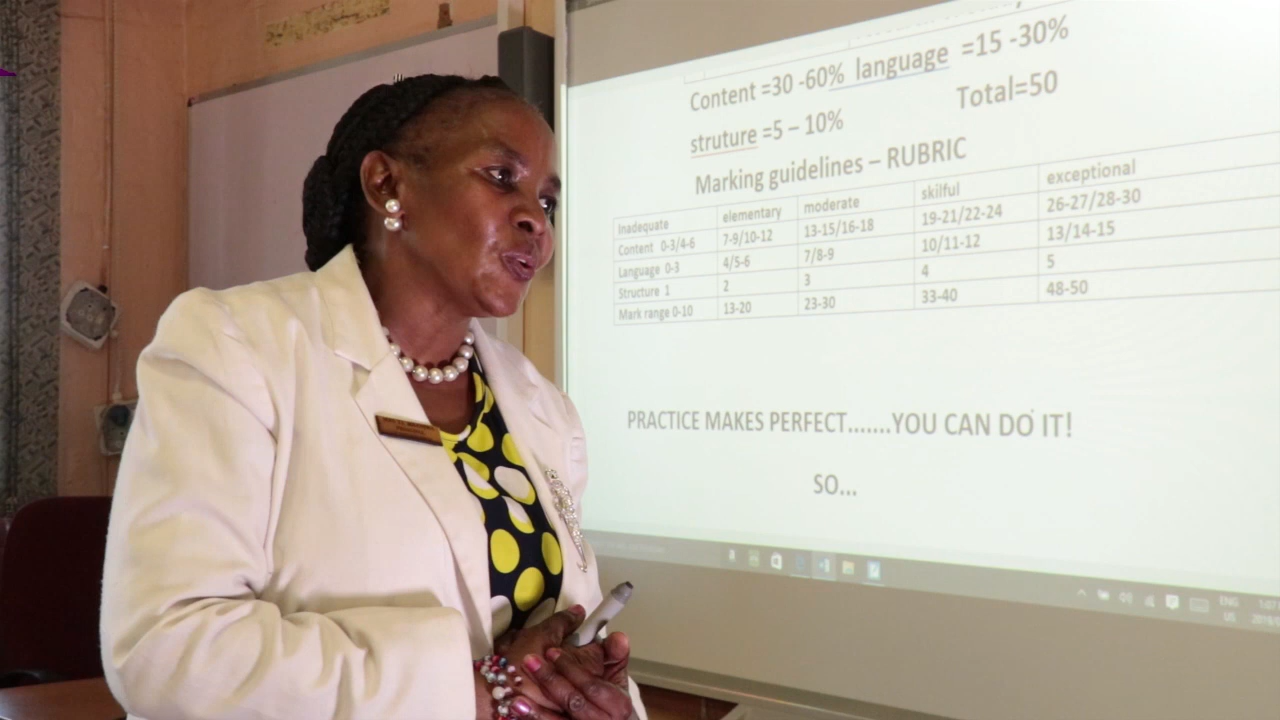 Content =30 -60% language =15 -30%
struture =5 – 10% Total=50
Marking guidelines – RUBRIC
Inadequate elementary moderate skilful exceptional
Content 0-3/4-6 7-9/10-12 13-15/16-18 19-21/22-24 26-27/28-30
Language 0-3 4/5-6 7/8-9 10/11-12 13/14-15
Structure 1 2 3 4 5
Mark range 0-10 13-20 23-30 33-40 48-50
PRACTICE MAKES PERFECT.......YOU CAN DO IT!
SO...
ENG
US